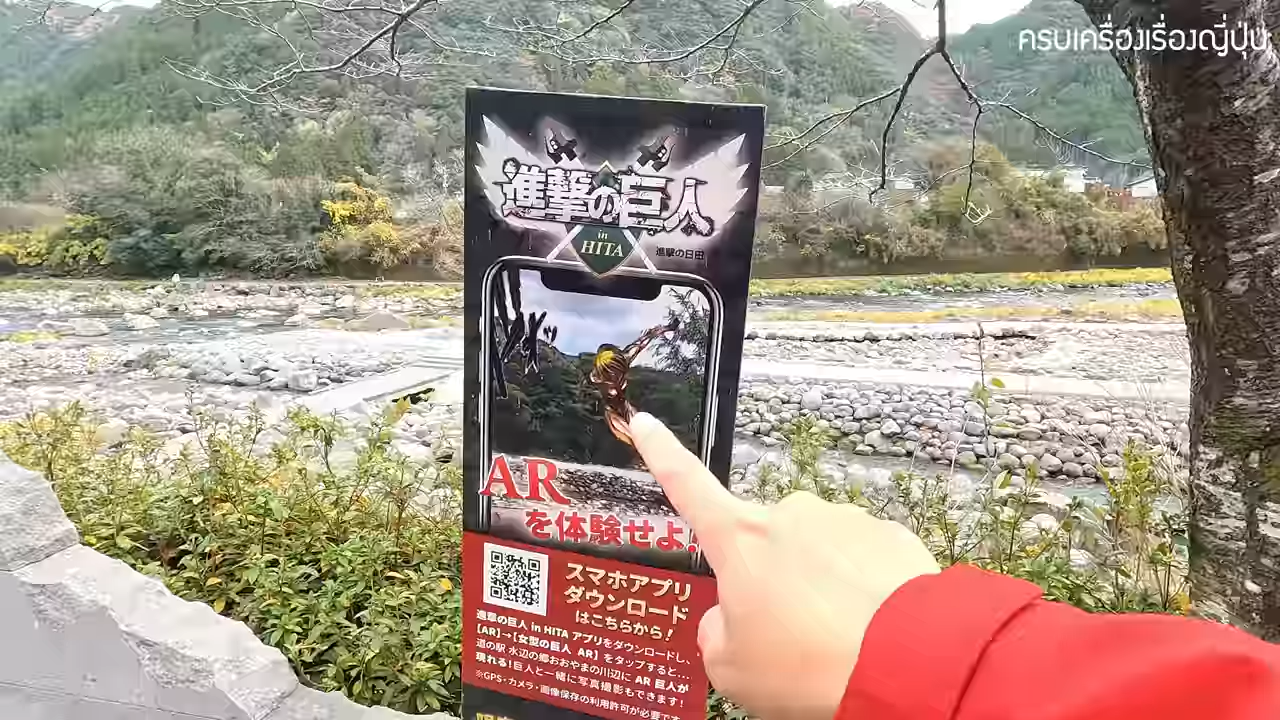 ครบเครื่องเรื่องญี่ปุ่น
進撃の巨人
in
HITA
進撃の日田
AR
を体験せよ!
スマホアプリ
ダウンロード
はこちらから!
進撃の巨人 in HITA アプリをダウンロードし、
【AR】→【女型の巨人 AR】をタップすると…
道の駅 水辺の郷おおやまの川辺に AR 巨人が
現れる!巨人と一緒に写真撮影もできます!
※GPS・カメラ・画像保存の利用許可が必要です